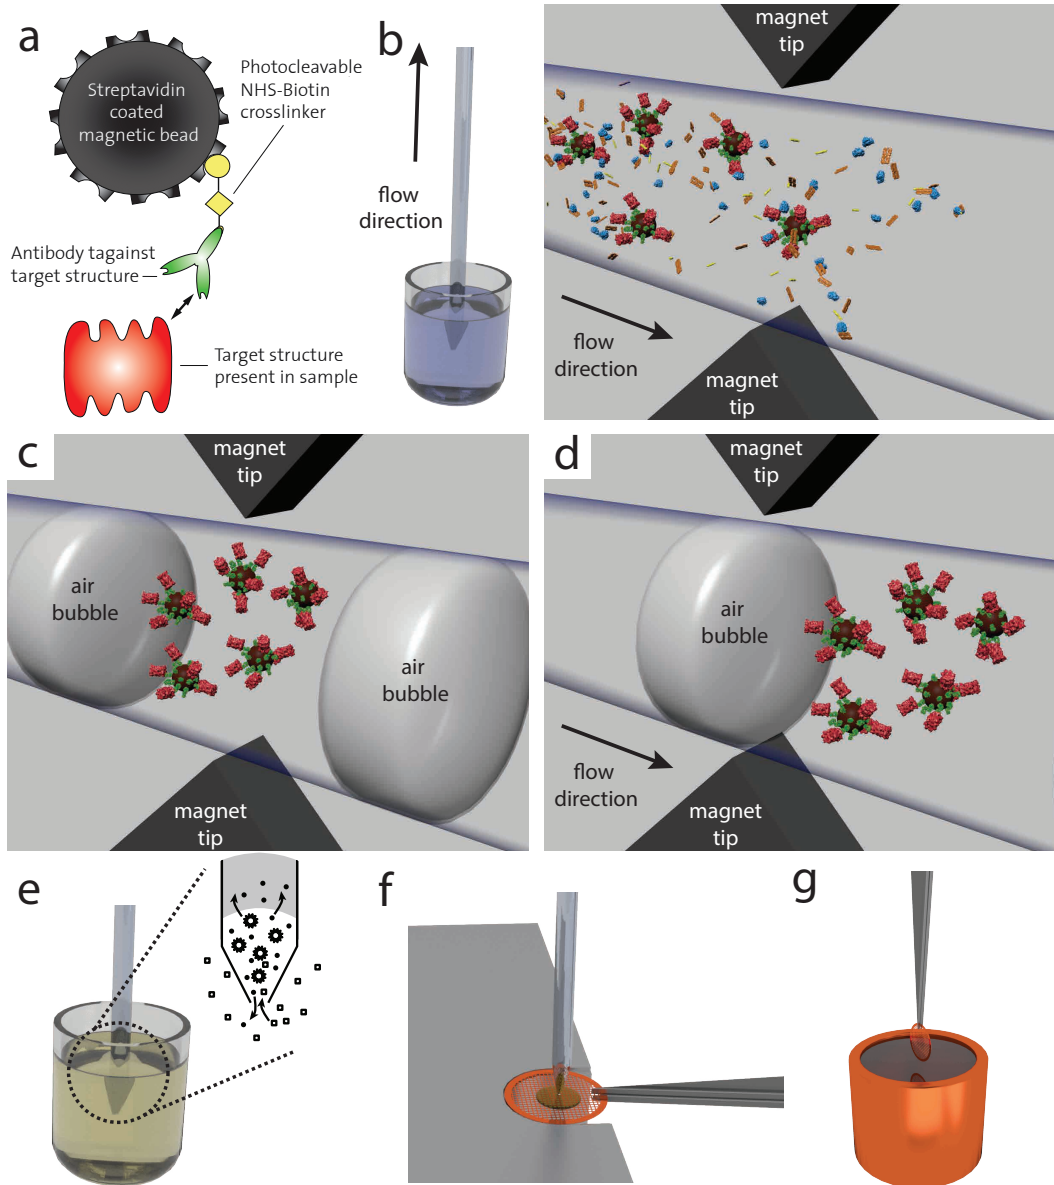 a
Streptavidin
coated
magnetic bead
Photocleavable
NHS-Biotin
crosslinker
Antibody tagainst
target structure
Target structure
present in sample
b
flow
direction
magnet
tip
flow
direction
magnet
tip
c
magnet
tip
air
bubble
air
bubble
magnet
tip
d
magnet
tip
air
bubble
flow
direction
magnet
tip
e
f
g